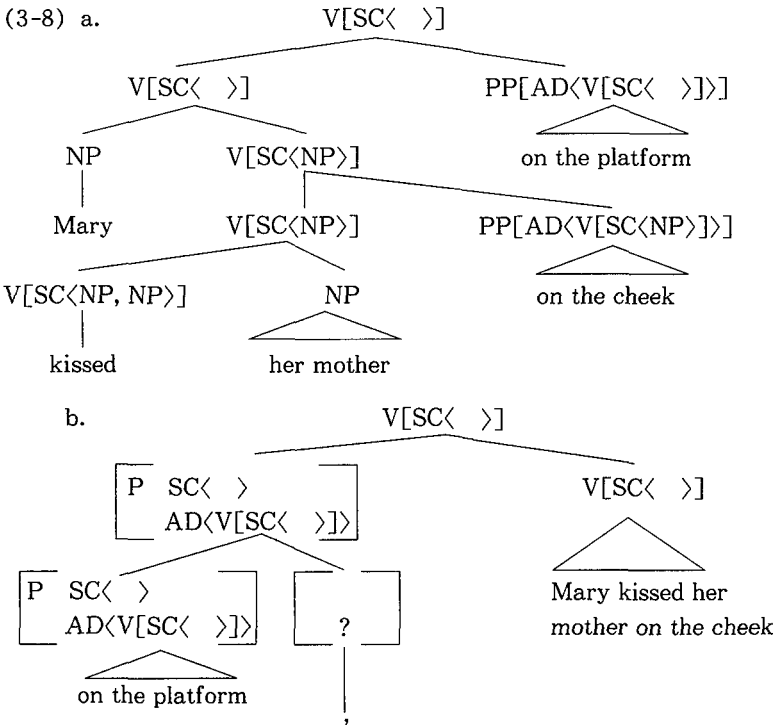 (3-8) a. V[SC〈 〉]
V[SC〈 〉] PP[AD〈V[SC〈 〉]〉]
NP V[SC〈NP〉] on the platform
Mary V[SC〈NP〉] PP[AD〈V[SC〈NP〉]〉]
V[SC〈NP, NP〉] NP on the cheek
kissed her mother
b. V[SC〈 〉]
P SC〈 〉 V[SC〈 〉]
AD〈V[SC〈 〉]〉
P SC〈 〉 Mary kissed her
AD〈V[SC〈 〉]〉 ? mother on the cheek
on the platform
,